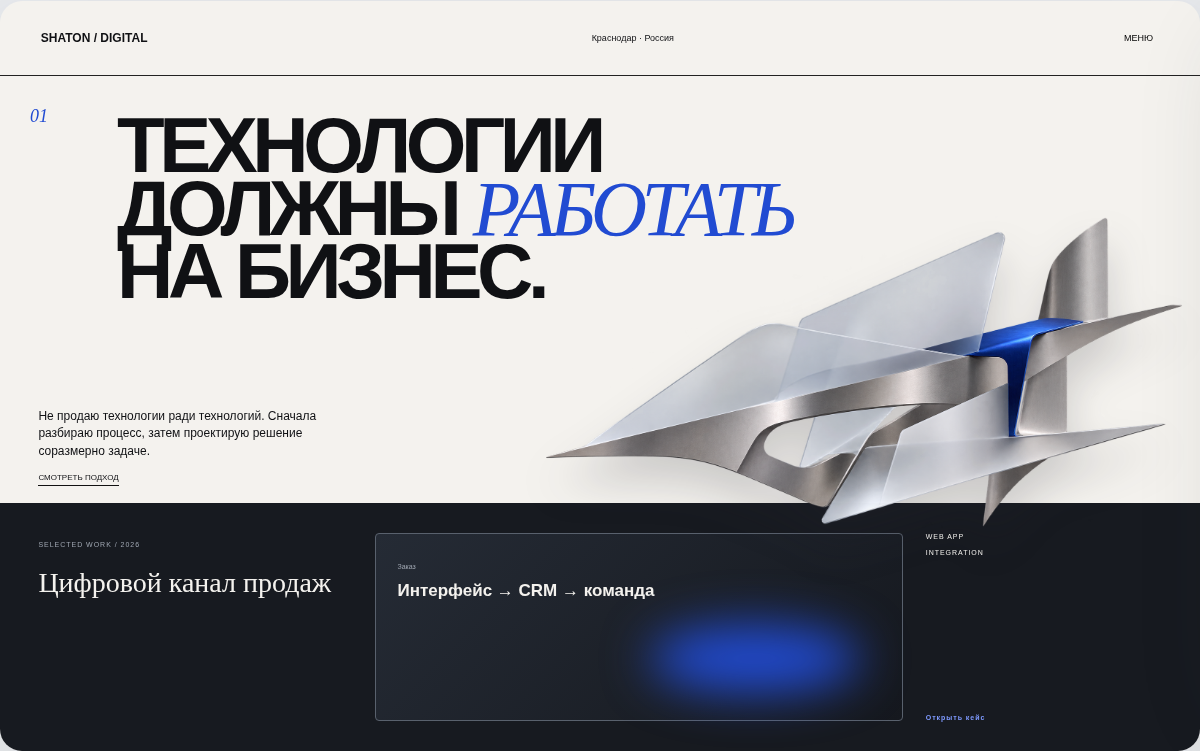 SHATON / DIGITAL
Краснодар · Россия
МЕНЮ
01
ТЕХНОЛОГИИ
ДОЛЖНЫ РАБОТАТЬ
НА БИЗНЕС.
Не продаю технологии ради технологий. Сначала
разбираю процесс, затем проектирую решение
соразмерно задаче.
СМОТРЕТЬ ПОДХОД
SELECTED WORK / 2026
Цифровой канал продаж
Заказ
Интерфейс → CRM → команда
WEB APP
INTEGRATION
Открыть кейс